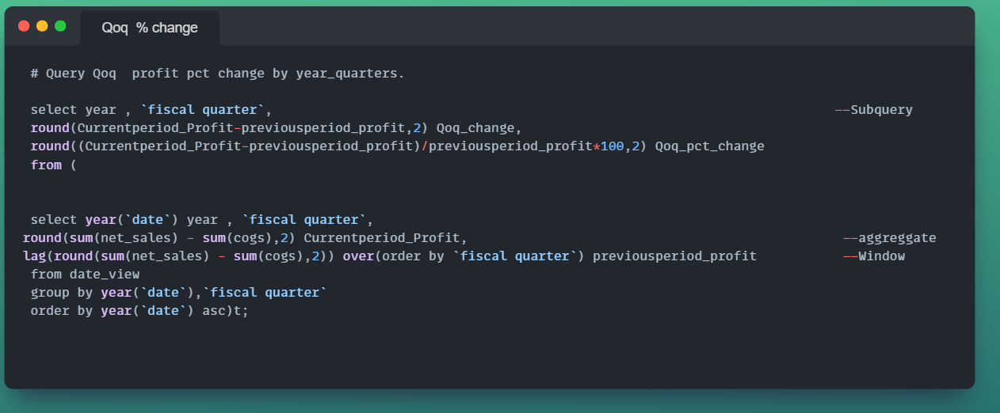 Qoq % change
# Query Qoq profit pct change by year_quarters.
select year , `fiscal quarter`, --Subquery
round(Currentperiod_Profit-previousperiod_profit,2) Qoq_change,
round((Currentperiod_Profit-previousperiod_profit)/previousperiod_profit*100,2) Qoq_pct_change
from (
select year(`date`) year , `fiscal quarter`,
round(sum(net_sales) - sum(cogs),2) Currentperiod_Profit, --aggreggate
lag(round(sum(net_sales) - sum(cogs),2)) over(order by `fiscal quarter`) previousperiod_profit --Window
from date_view
group by year(`date`),`fiscal quarter`
order by year(`date`) asc)t;